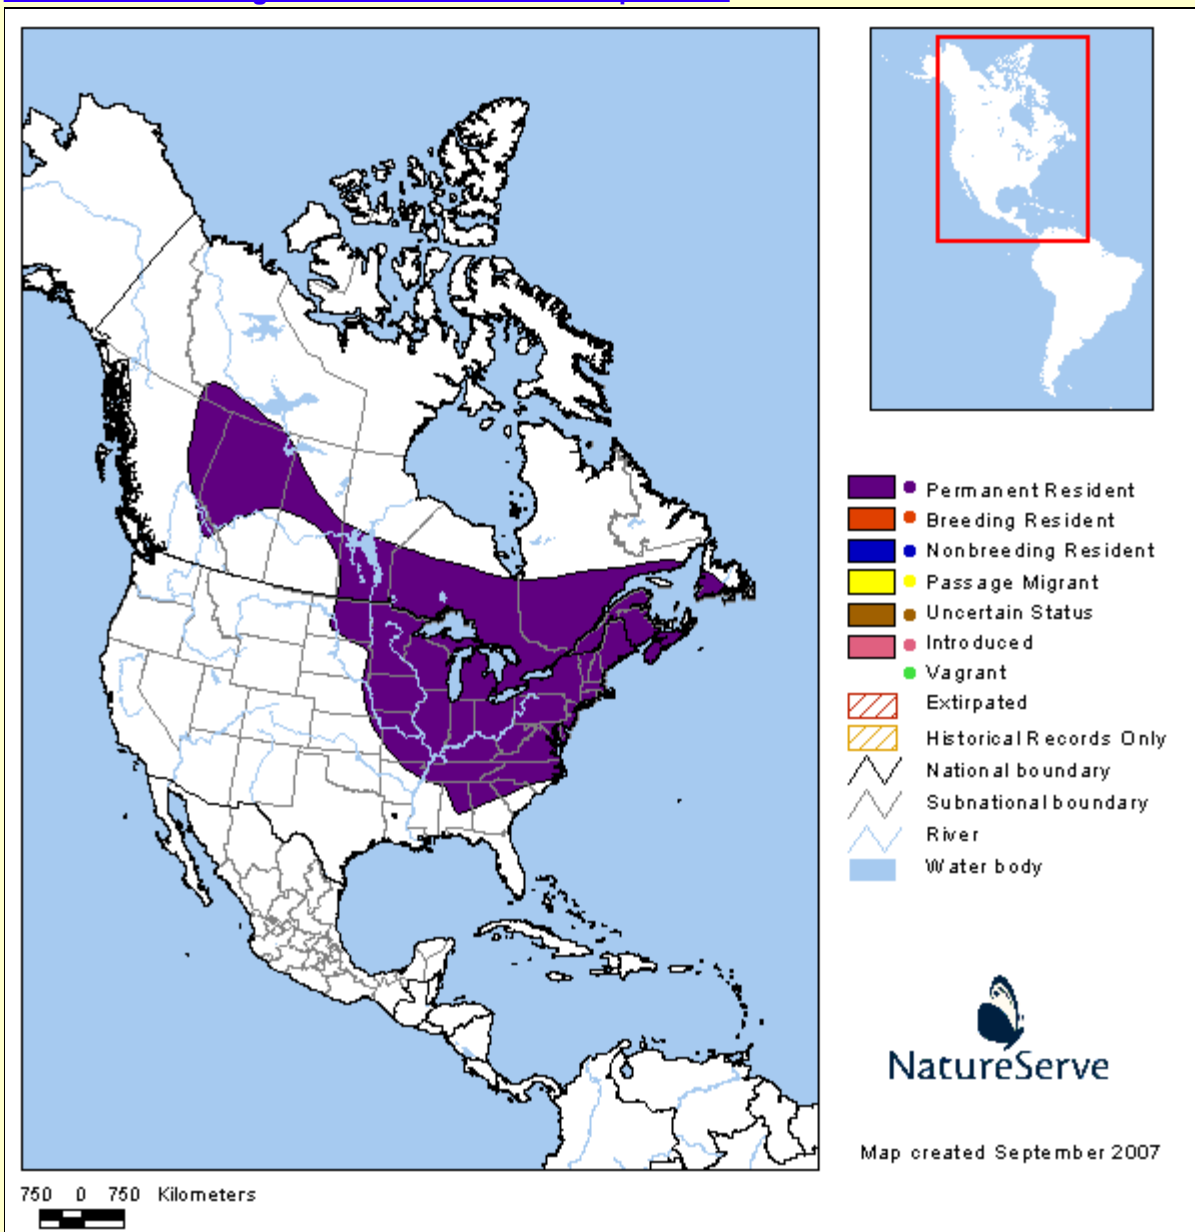 Permanent Resident
Breeding Resident
Nonbreeding Resident
Passage Migrant
Uncertain Status
Introduced
Vagrant
Extirpated
Historical Records Only
National boundary
Subnational boundary
River
Water body
NatureServe
Map created September 2007
750 0 750 Kilometers